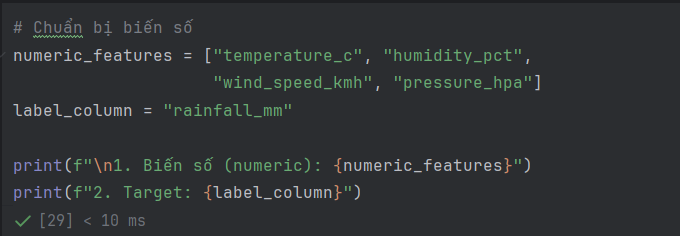 # Chuẩn bị biến số
numeric_features = ["temperature_c", "humidity_pct",
"wind_speed_kmh", "pressure_hpa"]
label_column = "rainfall_mm"
print(f"\n1. Biến số (numeric): {numeric_features}")
print(f"2. Target: {label_column}")
[29] < 10 ms